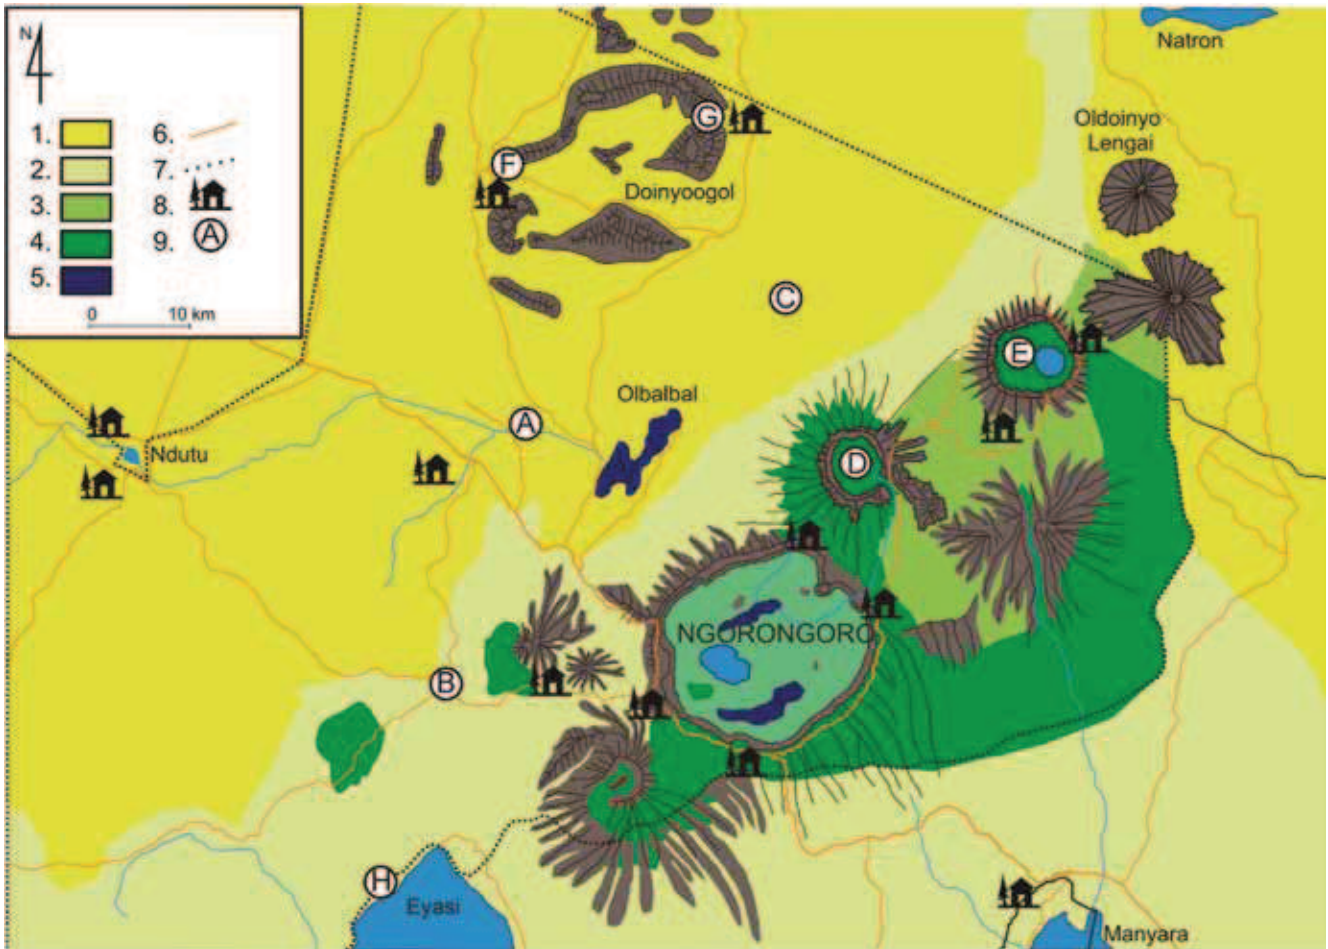 N
1.
2.
3.
4.
5.
6.
7.
8.
9. A
0 10 km
Natron
Oldoinyo
Lengai
G
F
Doinyoogol
C
E
Olbalbal
A
Ndutu
D
NGORONGORO
B
H
Eyasi
Manyara